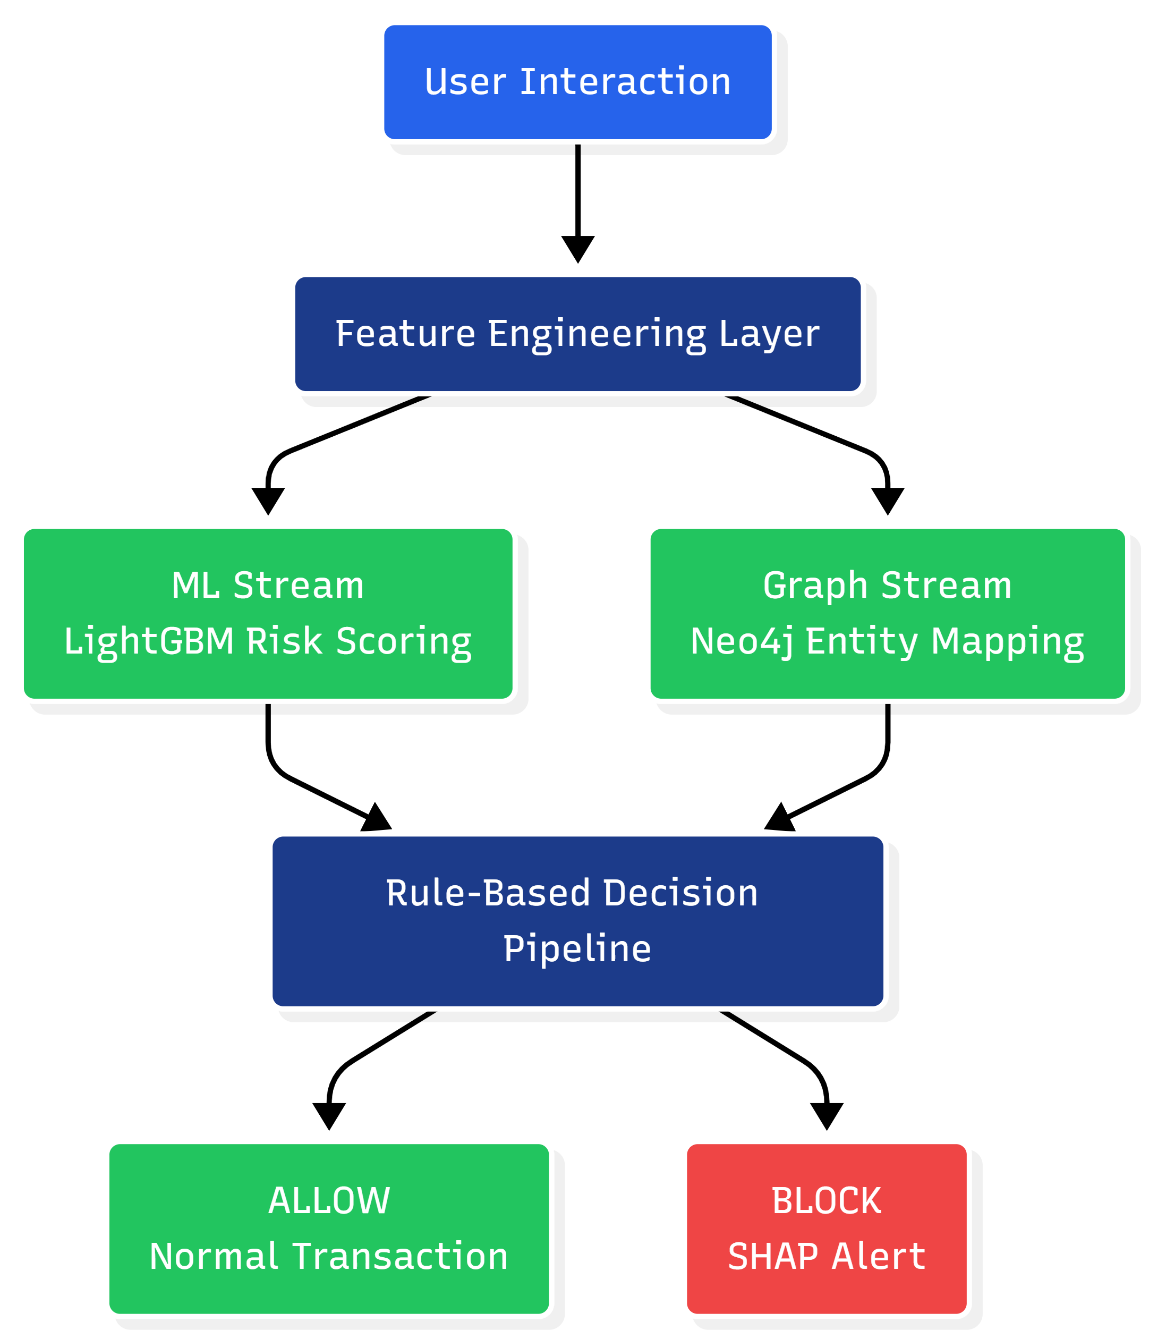 User Interaction
Feature Engineering Layer
ML Stream
LightGBM Risk Scoring
Graph Stream
Neo4j Entity Mapping
Rule-Based Decision
Pipeline
ALLOW
Normal Transaction
BLOCK
SHAP Alert